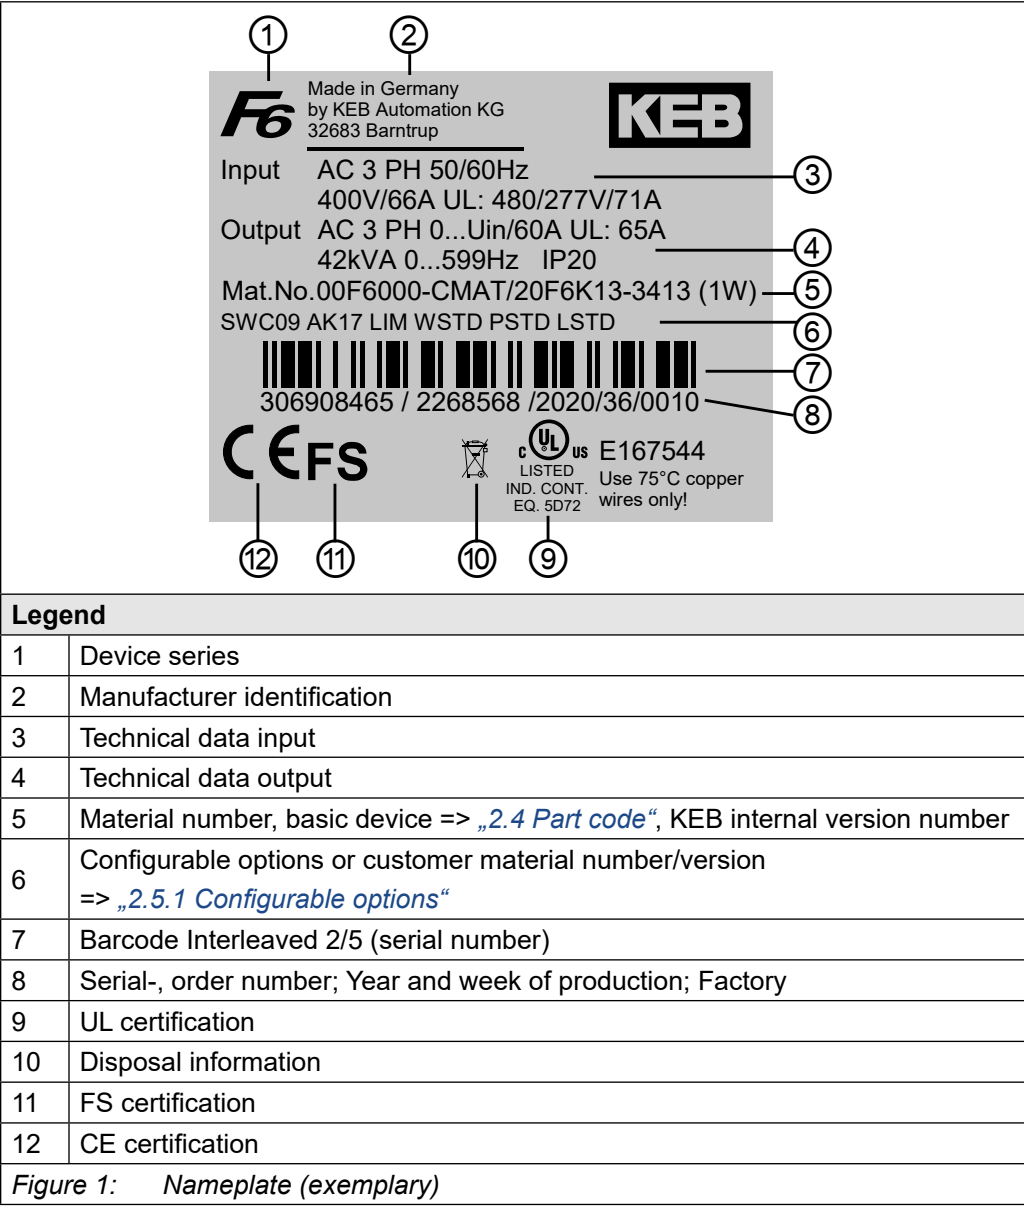 1 2
F6 Made in Germany
by KEB Automation KG
32683 Barntrup
KEB
Input AC 3 PH 50/60Hz 3
400V/66A UL: 480/277V/71A
Output AC 3 PH 0...Uin/60A UL: 65A
42kVA 0...599Hz IP20 4
Mat.No.00F6000-CMAT/20F6K13-3413 (1W) 5
SWC09 AK17 LIM WSTD PSTD LSTD 6
7
306908465 / 2268568 /2020/36/0010 8
CE FS
C UL US
LISTED
IND. CONT.
EQ. 5D72
E167544
Use 75°C copper
wires only!
12 11 10 9
Legend
1 Device series
2 Manufacturer identification
3 Technical data input
4 Technical data output
5 Material number, basic device => „2.4 Part code“, KEB internal version number
6 Configurable options or customer material number/version
=> „2.5.1 Configurable options“
7 Barcode Interleaved 2/5 (serial number)
8 Serial-, order number; Year and week of production; Factory
9 UL certification
10 Disposal information
11 FS certification
12 CE certification
Figure 1: Nameplate (exemplary)